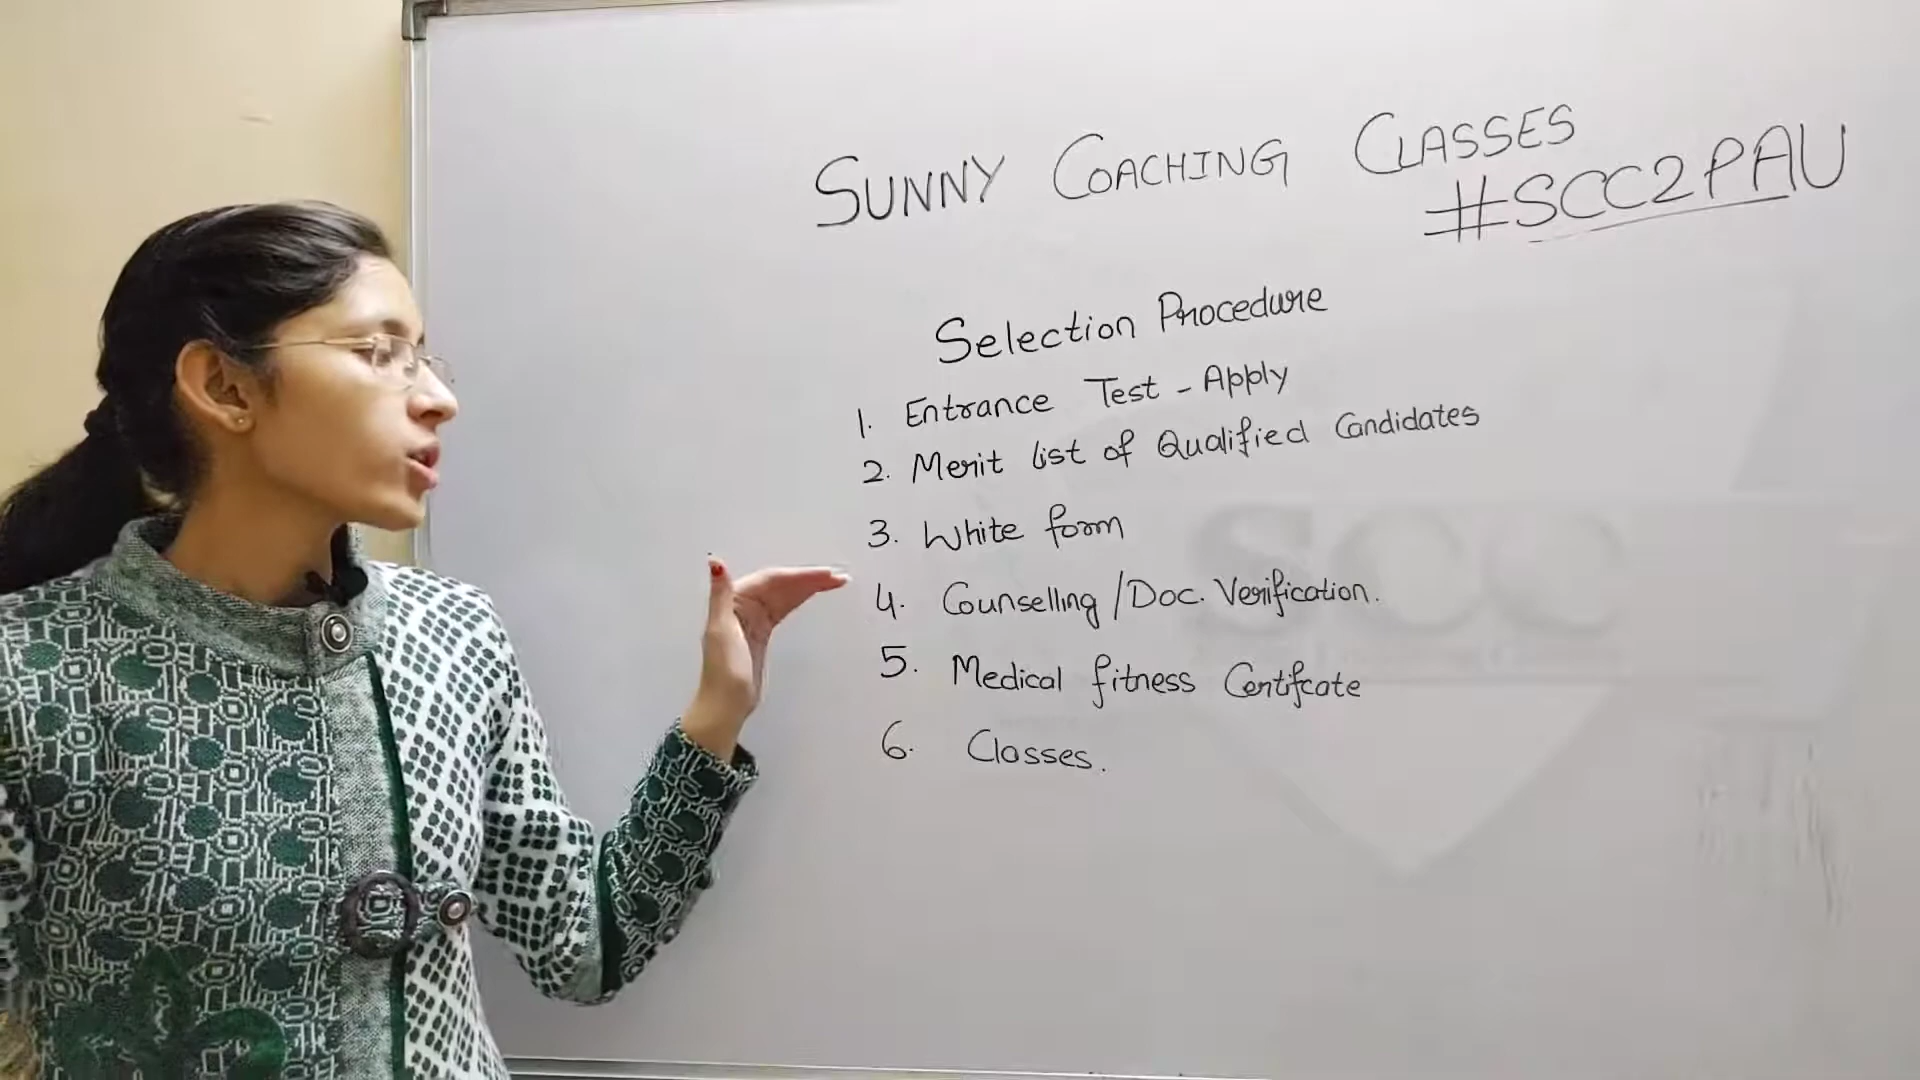 SUNNY COACHING CLASSES
#SCC2PAU
Selection Procedure
1. Entrance Test - Apply
2. Merit list of Qualified Candidates
3. White form
4. Counselling / Doc. Verification.
5. Medical fitness Certifcate
6. Classes.
SCC